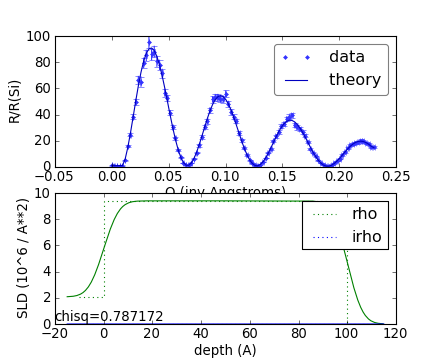 100
80
60
40
20
0
R/R(Si)
data
theory
−0.05 0.00 0.05 0.10 0.15 0.20 0.25
Q (inv Angstroms)
10
8
6
4
2
0
SLD (10^6 / A**2)
rho
irho
chisq=0.787172
−20 0 20 40 60 80 100 120
depth (A)